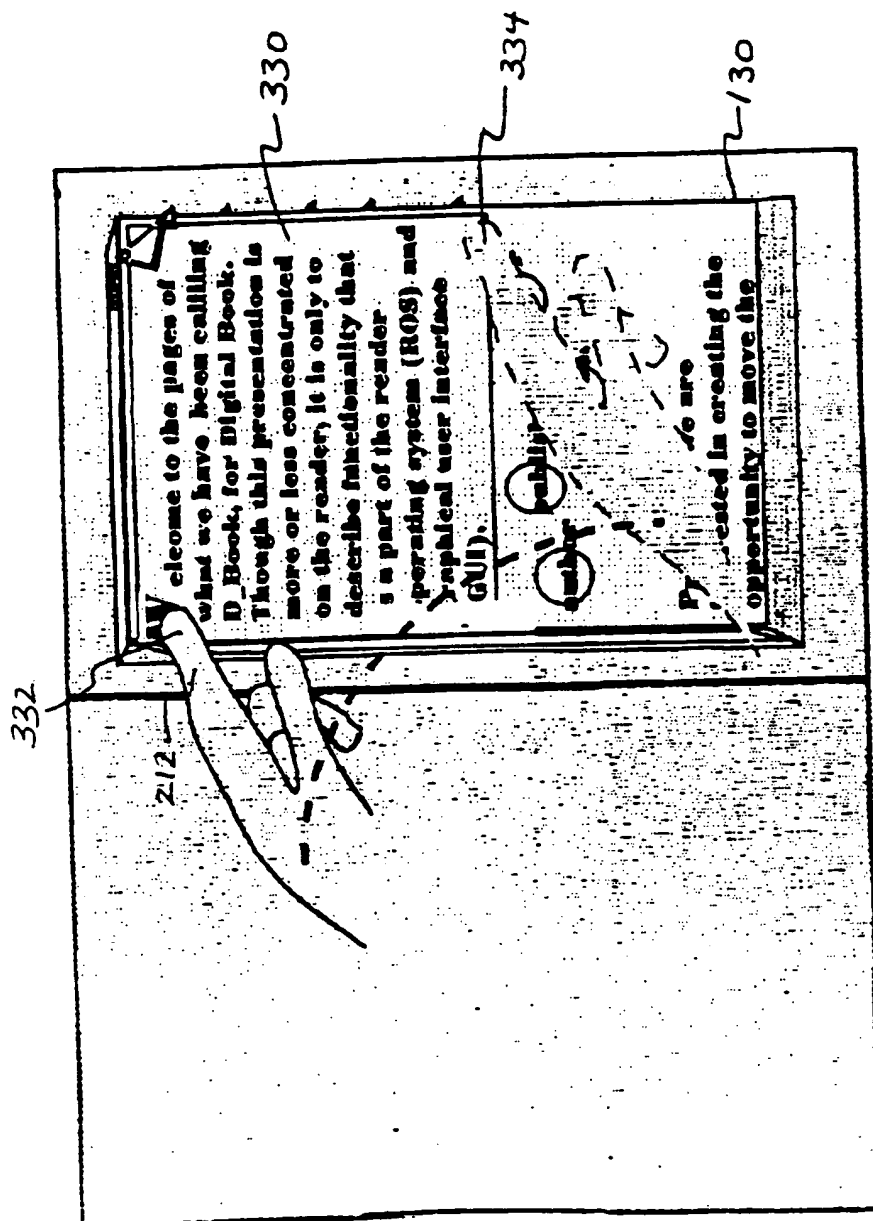 332
212
elcome to the pages of
what we have been calling
D_Book, for Digital Book.
Though this presentation is
more or less concentrated
on the reader, it is only to
describe functionality that
s a part of the reader
perating system (ROS) and
raphical user interface
GUI).
author
are
in creating the
opportunity to move the
330
334
130